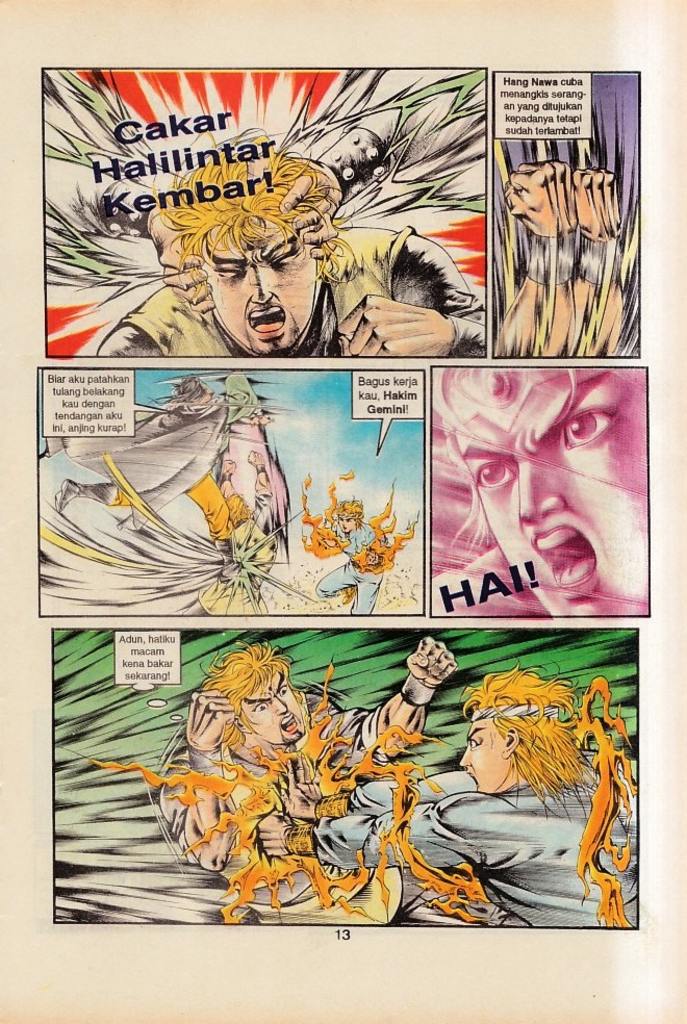 Cakar
Halilintar
Kembar!
Hang Nawa cuba
menangkis serang-
an yang ditujukan
kepadanya tetapi
sudah terlambat!
Biar aku patahkan
tulang belakang
kau dengan
tendangan aku
ini, anjing kurap!
Bagus kerja
kau, Hakim
Gemini!
HAI!
Adun, hatiku
macam
kena bakar
sekarang!
13